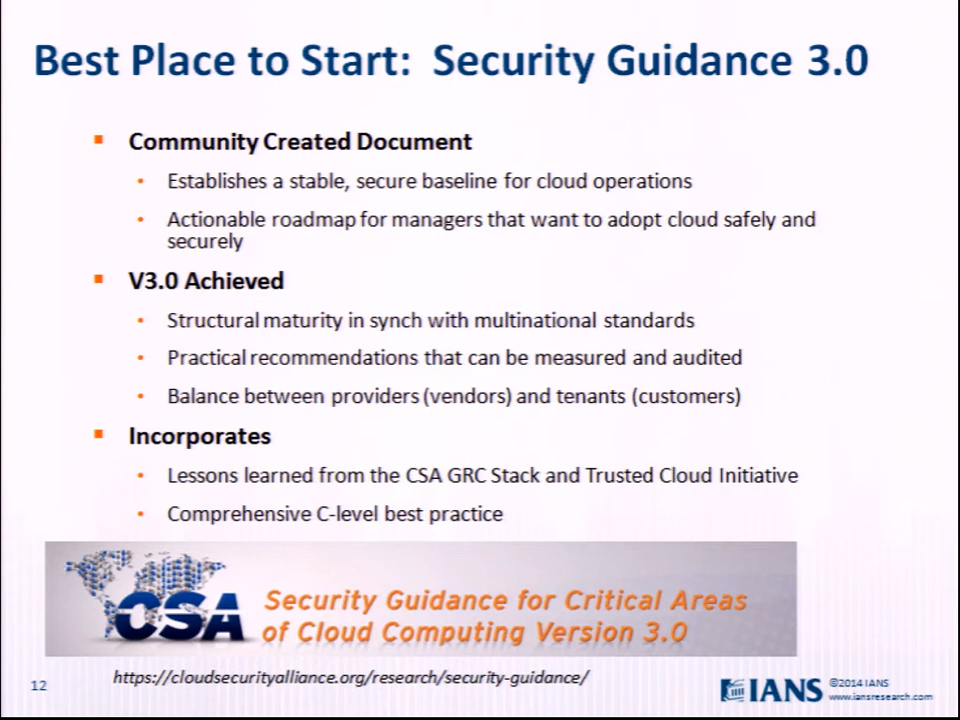 Best Place to Start: Security Guidance 3.0
Community Created Document
Establishes a stable, secure baseline for cloud operations
Actionable roadmap for managers that want to adopt cloud safely and
securely
V3.0 Achieved
Structural maturity in synch with multinational standards
Practical recommendations that can be measured and audited
Balance between providers (vendors) and tenants (customers)
Incorporates
Lessons learned from the CSA GRC Stack and Trusted Cloud Initiative
Comprehensive C-level best practice
CSA
Security Guidance for Critical Areas
of Cloud Computing Version 3.0
https://cloudsecurityalliance.org/research/security-guidance/
12
IANS
©2014 IANS
www.iansresearch.com